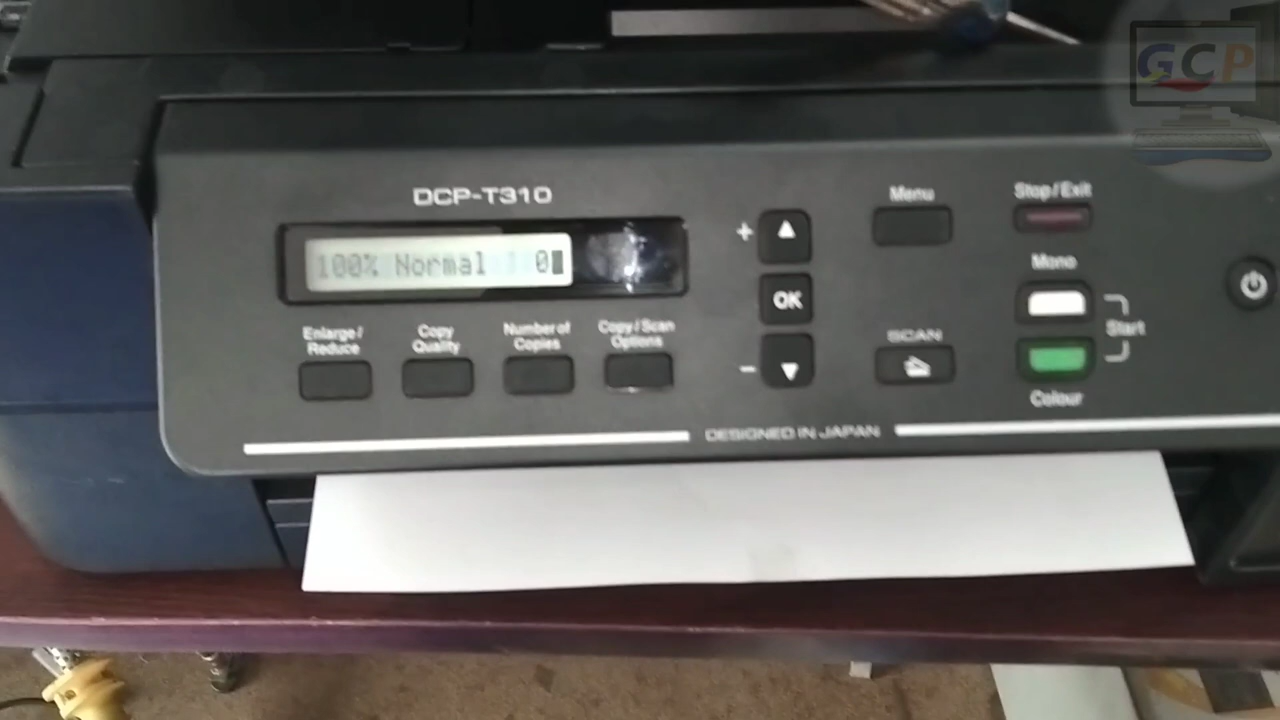 GCP
DCP-T310
100% Normal 0
+
OK
-
Menu
Stop/Exit
Mono
Start
Colour
SCAN
Enlarge/
Reduce
Copy
Quality
Number of
Copies
Copy/Scan
Options
DESIGNED IN JAPAN